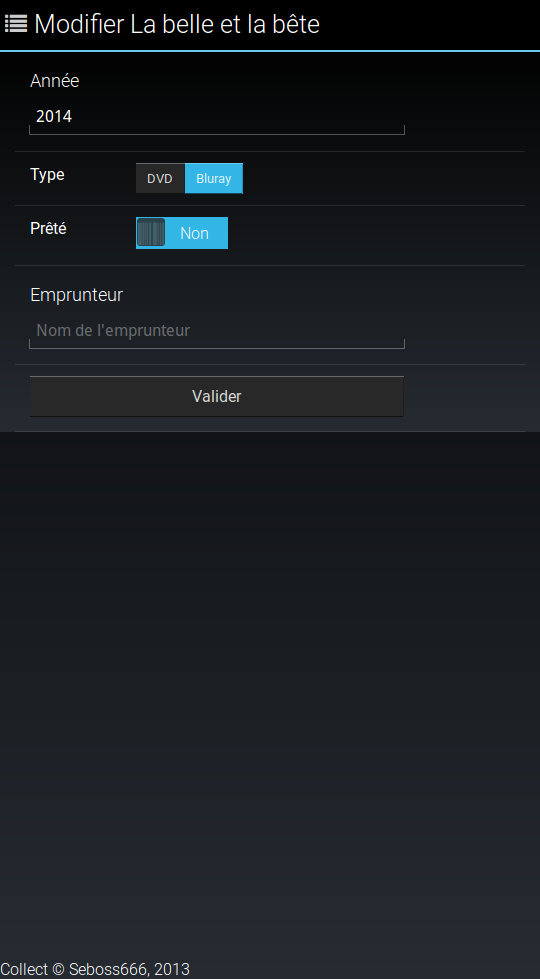 Modifier La belle et la bête
Année
2014
Type
DVD Bluray
Prêté
Non
Emprunteur
Nom de l'emprunteur
Valider
Collect © Seboss666, 2013